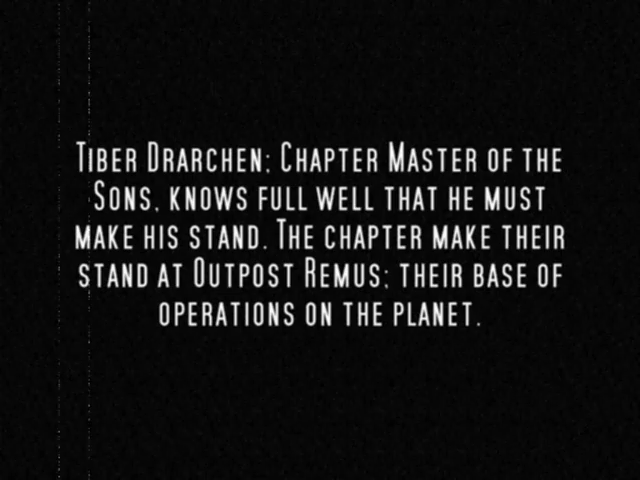 Tiber Drarchen; Chapter Master of the
Sons, knows full well that he must
make his stand. The chapter make their
stand at Outpost Remus; their base of
operations on the planet.